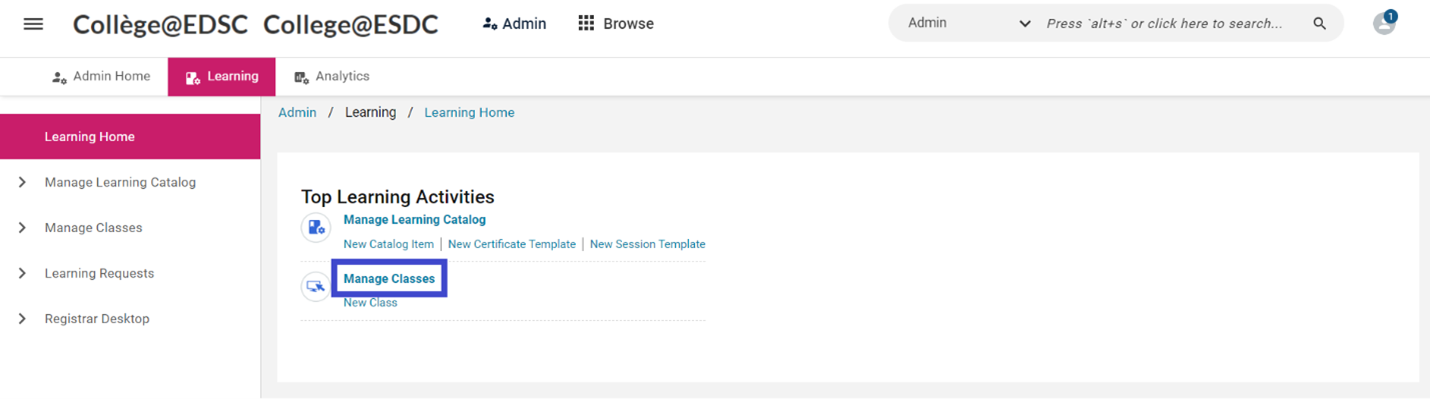 Collège@EDSC College@ESDC Admin Browse Admin Press `alt+s` or click here to search... 1
Admin Home Learning Analytics
Admin / Learning / Learning Home
Learning Home
Manage Learning Catalog
Manage Classes
Learning Requests
Registrar Desktop
Top Learning Activities
Manage Learning Catalog
New Catalog Item | New Certificate Template | New Session Template
Manage Classes
New Class